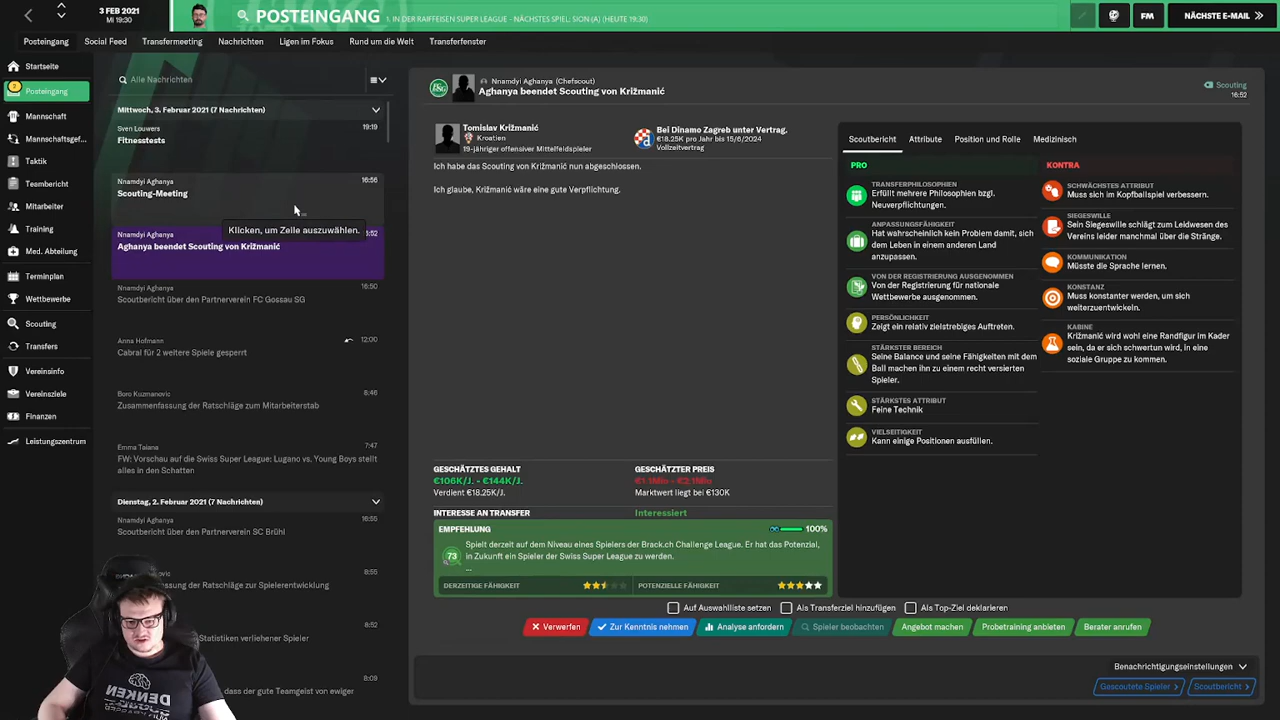 3 FEB 2021
MI 19:30
POSTEINGANG
1. IN DER RAIFFEISEN SUPER LEAGUE - NÄCHSTES SPIEL: SION (A) (HEUTE 19:30)
FM
NÄCHSTE E-MAIL
Posteingang
Social Feed
Transfermeeting
Nachrichten
Ligen im Fokus
Rund um die Welt
Transferfenster
Startseite
Posteingang
Mannschaft
Mannschaftsgef...
Taktik
Teambericht
Mitarbeiter
Training
Med. Abteilung
Terminplan
Wettbewerbe
Scouting
Transfers
Vereinsinfo
Vereinsziele
Finanzen
Leistungszentrum
Alle Nachrichten
Mittwoch, 3. Februar 2021 (7 Nachrichten)
Sven Louwers
19:19
Fitnesstests
Nnamdyi Aghanya
16:56
Scouting-Meeting
Klicken, um Zeile auszuwählen.
Nnamdyi Aghanya
Aghanya beendet Scouting von Križmanić
Nnamdyi Aghanya
16:50
Scoutbericht über den Partnerverein FC Gossau SG
Anna Hofmann
12:00
Cabral für 2 weitere Spiele gesperrt
Boro Kuzmanovic
8:46
Zusammenfassung der Ratschläge zum Mitarbeiterstab
Emma Taiana
7:47
FW: Vorschau auf die Swiss Super League: Lugano vs. Young Boys stellt
alles in den Schatten
Dienstag, 2. Februar 2021 (7 Nachrichten)
Nnamdyi Aghanya
16:55
Scoutbericht über den Partnerverein SC Brühl
8:55
der Ratschläge zur Spielerentwicklung
8:52
Statistiken verliehener Spieler
8:09
dass der gute Teamgeist von ewiger
DENKEN
Nnamdyi Aghanya (Chefscout)
Aghanya beendet Scouting von Križmanić
Scouting
16:52
Tomislav Križmanić
Kroatien
19-jähriger offensiver Mittelfeldspieler
Bei Dinamo Zagreb unter Vertrag.
€18.25K pro Jahr bis 15/6/2024
Vollzeitvertrag
Ich habe das Scouting von Križmanić nun abgeschlossen.
Ich glaube, Križmanić wäre eine gute Verpflichtung.
GESCHÄTZTES GEHALT
€106K/J. - €144K/J.
Verdient €18.25K/J.
GESCHÄTZTER PREIS
€1.1Mio - €2.1Mio
Marktwert liegt bei €130K
INTERESSE AN TRANSFER
Interessiert
EMPFEHLUNG
100%
73
Spielt derzeit auf dem Niveau eines Spielers der Brack.ch Challenge League. Er hat das Potenzial,
in Zukunft ein Spieler der Swiss Super League zu werden.
...
DERZEITIGE FÄHIGKEIT
POTENZIELLE FÄHIGKEIT
Scoutbericht
Attribute
Position und Rolle
Medizinisch
PRO
TRANSFERPHILOSOPHIEN
Erfüllt mehrere Philosophien bzgl.
Neuverpflichtungen.
ANPASSUNGSFÄHIGKEIT
Hat wahrscheinlich kein Problem damit, sich
dem Leben in einem anderen Land
anzupassen.
VON DER REGISTRIERUNG AUSGENOMMEN
Von der Registrierung für nationale
Wettbewerbe ausgenommen.
PERSÖNLICHKEIT
Zeigt ein relativ zielstrebiges Auftreten.
STÄRKSTER BEREICH
Seine Balance und seine Fähigkeiten mit dem
Ball machen ihn zu einem recht versierten
Spieler.
STÄRKSTES ATTRIBUT
Feine Technik
VIELSEITIGKEIT
Kann einige Positionen ausfüllen.
KONTRA
SCHWÄCHSTES ATTRIBUT
Muss sich im Kopfballspiel verbessern.
SIEGESWILLE
Sein Siegeswille schlägt zum Leidwesen des
Vereins leider manchmal über die Stränge.
KOMMUNIKATION
Müsste die Sprache lernen.
KONSTANZ
Muss konstanter werden, um sich
weiterzuentwickeln.
KABINE
Križmanić wird wohl eine Randfigur im Kader
sein, da er sich schwertun wird, in eine
soziale Gruppe zu kommen.
Auf Auswahlliste setzen
Als Transferziel hinzufügen
Als Top-Ziel deklarieren
Verwerfen
Zur Kenntnis nehmen
Analyse anfordern
Spieler beobachten
Angebot machen
Probetraining anbieten
Berater anrufen
Benachrichtigungseinstellungen
Gescoutete Spieler
Scoutbericht